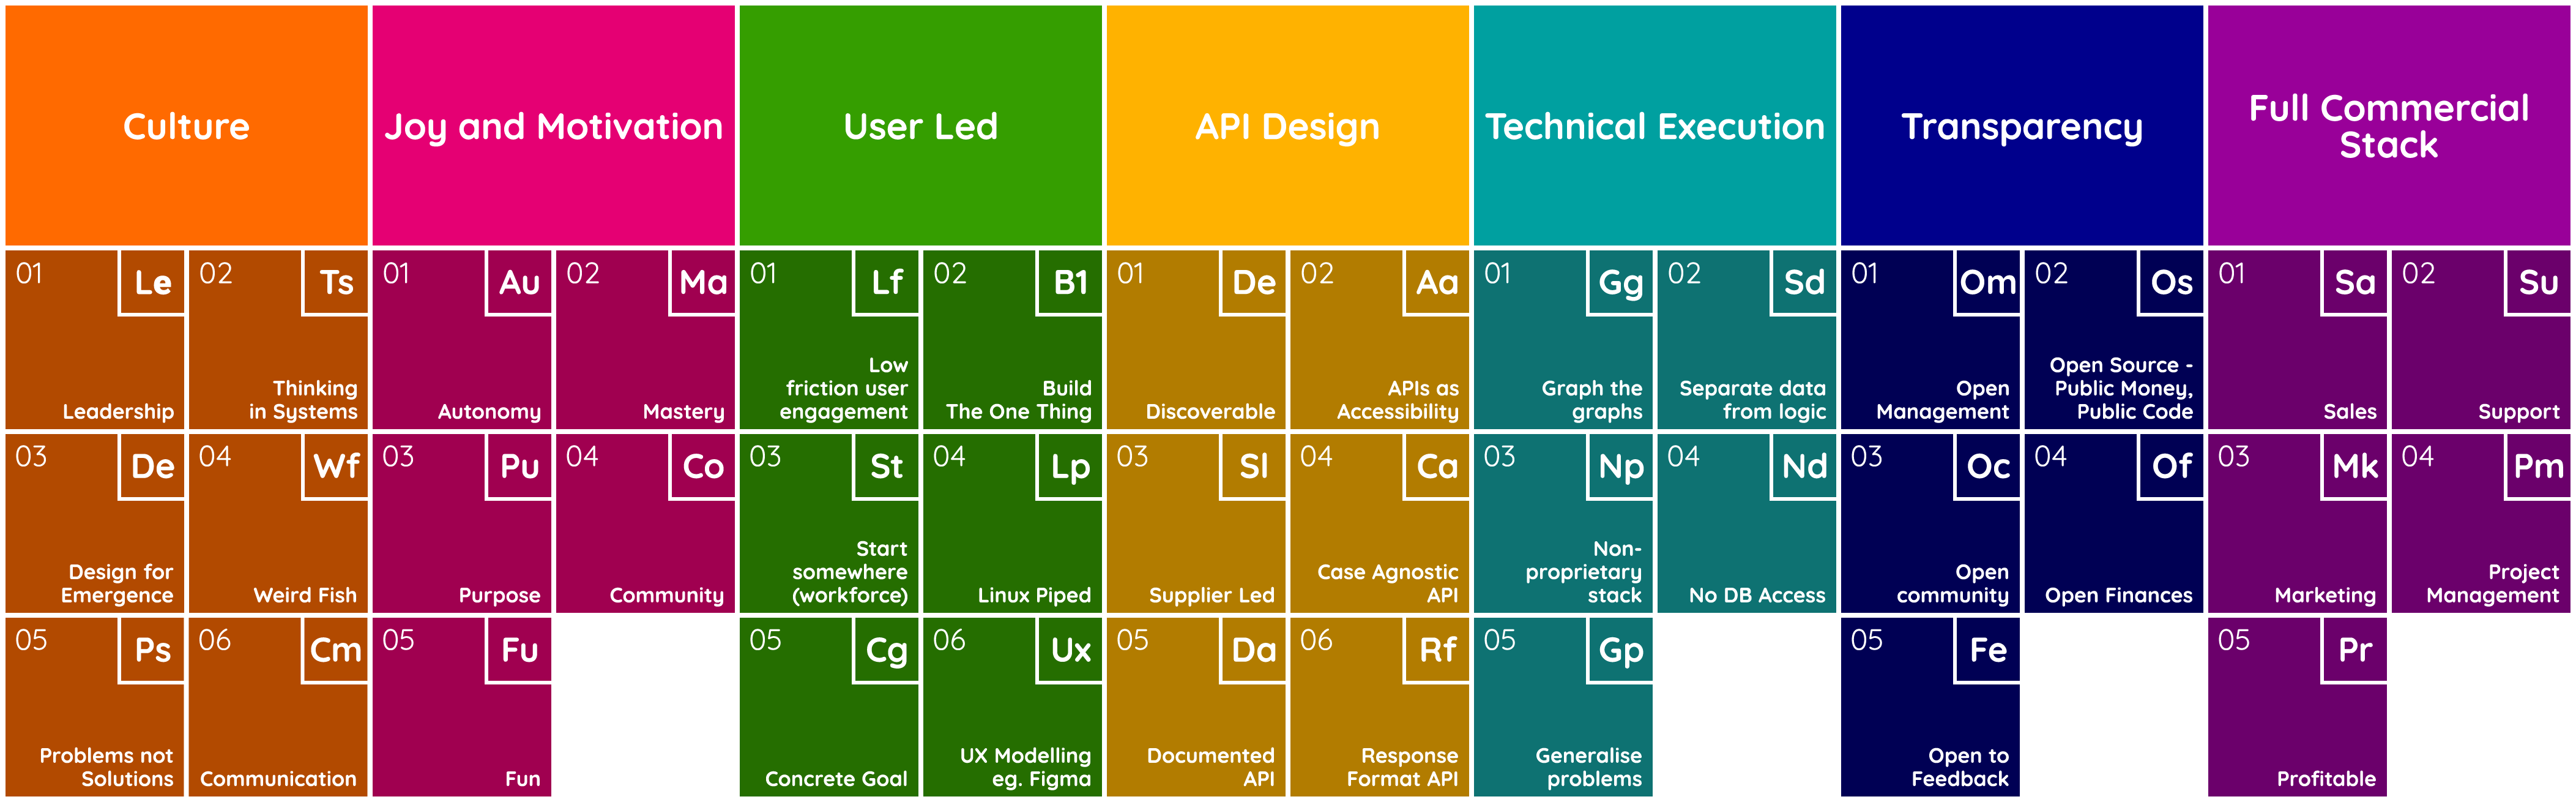 Culture
Joy and Motivation
User Led
API Design
Technical Execution
Transparency
Full Commercial
Stack
01
Le
Leadership
02
Ts
Thinking
in Systems
01
Au
Autonomy
02
Ma
Mastery
01
Lf
Low
friction user
engagement
02
B1
Build
The One Thing
01
De
Discoverable
02
Aa
APIs as
Accessibility
01
Gg
Graph the
graphs
02
Sd
Separate data
from logic
01
Om
Open
Management
02
Os
Open Source -
Public Money,
Public Code
01
Sa
Sales
02
Su
Support
03
De
Design for
Emergence
04
Wf
Weird Fish
03
Pu
Purpose
04
Co
Community
03
St
Start
somewhere
(workforce)
04
Lp
Linux Piped
03
Sl
Supplier Led
04
Ca
Case Agnostic
API
03
Np
Non-
proprietary
stack
04
Nd
No DB Access
03
Oc
Open
community
04
Of
Open Finances
03
Mk
Marketing
04
Pm
Project
Management
05
Ps
Problems not
Solutions
06
Cm
Communication
05
Fu
Fun
05
Cg
Concrete Goal
06
Ux
UX Modelling
eg. Figma
05
Da
Documented
API
06
Rf
Response
Format API
05
Gp
Generalise
problems
05
Fe
Open to
Feedback
05
Pr
Profitable